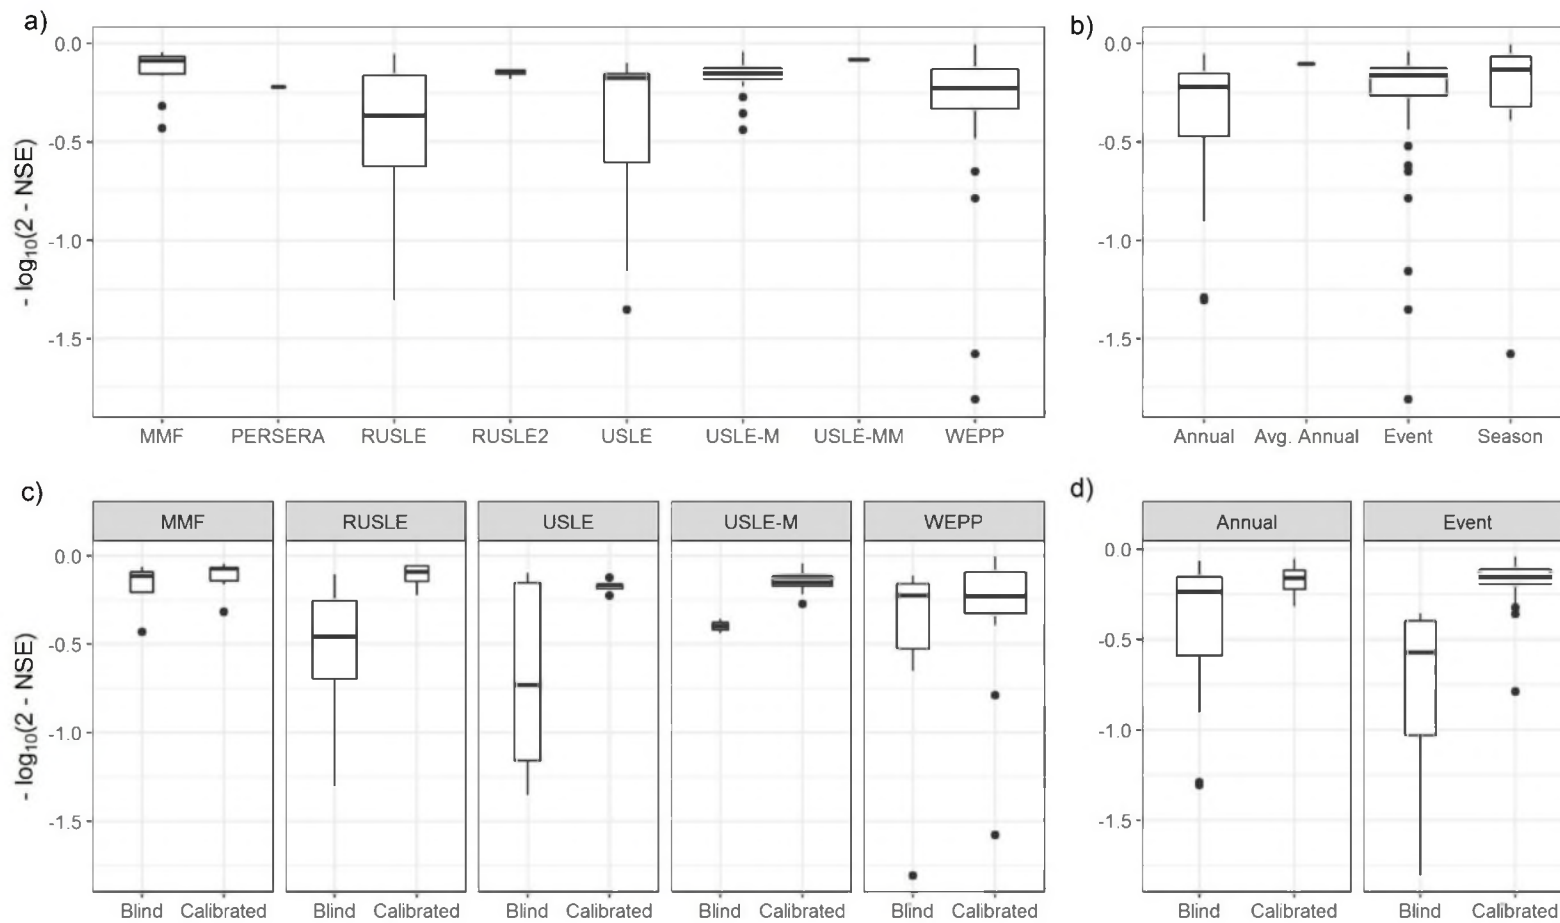 a)
- log10(2 - NSE)
0.0
-0.5
-1.0
-1.5
MMF PERSERA RUSLE RUSLE2 USLE USLE-M USLE-MM WEPP
b)
0.0
-0.5
-1.0
-1.5
Annual Avg. Annual Event Season
c)
- log10(2 - NSE)
MMF RUSLE USLE USLE-M WEPP
0.0
-0.5
-1.0
-1.5
Blind Calibrated Blind Calibrated Blind Calibrated Blind Calibrated Blind Calibrated
d)
Annual Event
0.0
-0.5
-1.0
-1.5
Blind Calibrated Blind Calibrated